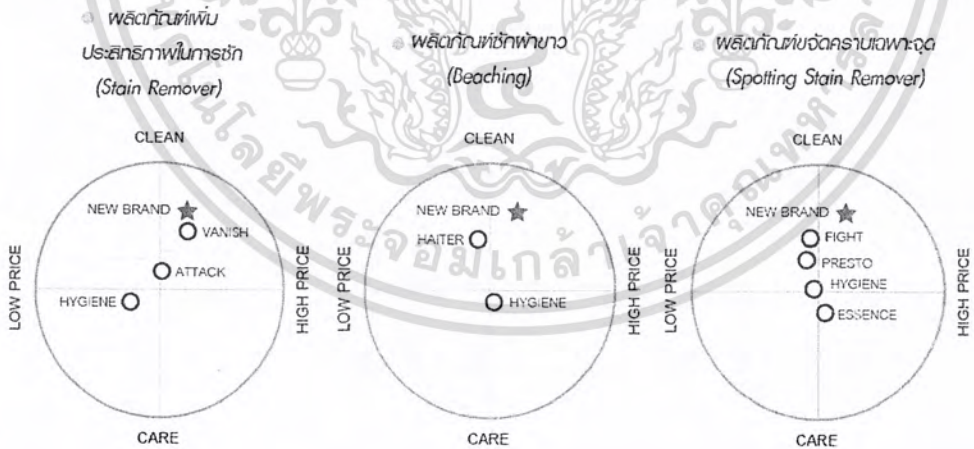 ผลิตภัณฑ์เพิ่ม
ประสิทธิภาพในการซัก
(Stain Remover)
CLEAN
NEW BRAND
VANISH
ATTACK
HYGIENE
LOW PRICE
HIGH PRICE
CARE
ผลิตภัณฑ์ซักผ้าขาว
(Beaching)
CLEAN
NEW BRAND
HAITER
HYGIENE
LOW PRICE
HIGH PRICE
CARE
ผลิตภัณฑ์ขจัดคราบเฉพาะจุด
(Spotting Stain Remover)
CLEAN
NEW BRAND
FIGHT
PRESTO
HYGIENE
ESSENCE
LOW PRICE
HIGH PRICE
CARE